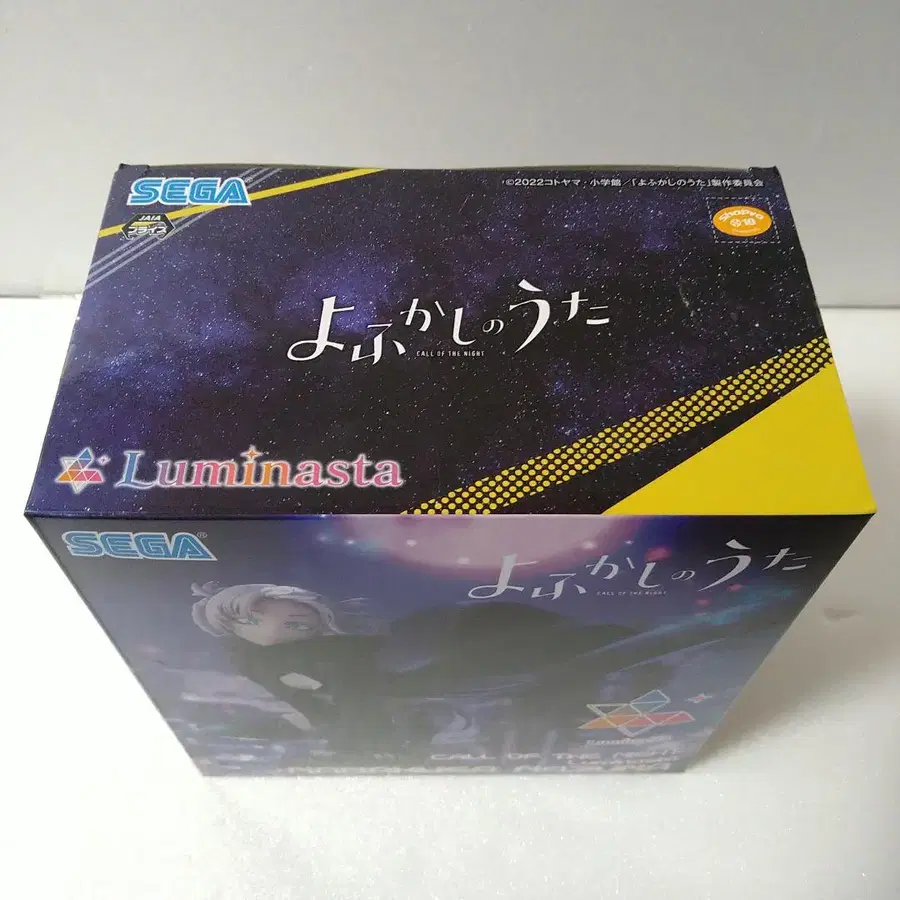 SEGA®
©2022コトヤマ・小学館／「よふかしのうた」製作委員会
JAIA
プライズ
ShoPro
18
よふかしのうた
CALL OF THE NIGHT
Luminasta
SEGA®
よふかしのうた
CALL OF THE NIGHT
CALL OF THE NIGHT